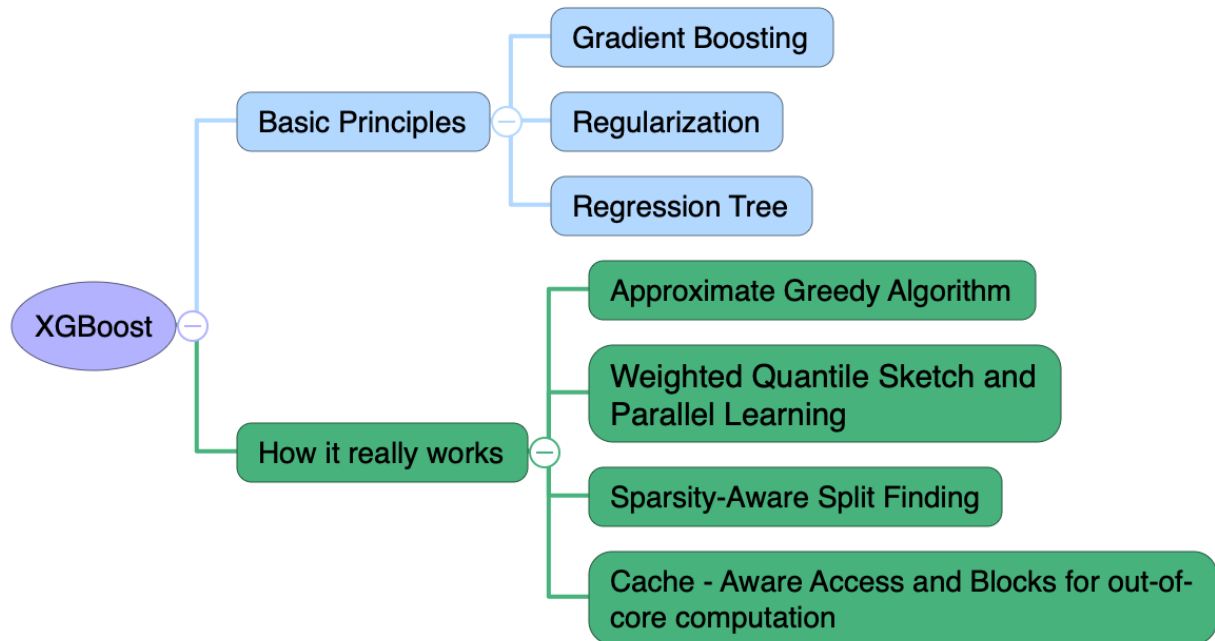 Gradient Boosting
Basic Principles
Regularization
Regression Tree
XGBoost
Approximate Greedy Algorithm
Weighted Quantile Sketch and
Parallel Learning
How it really works
Sparsity-Aware Split Finding
Cache - Aware Access and Blocks for out-of-
core computation